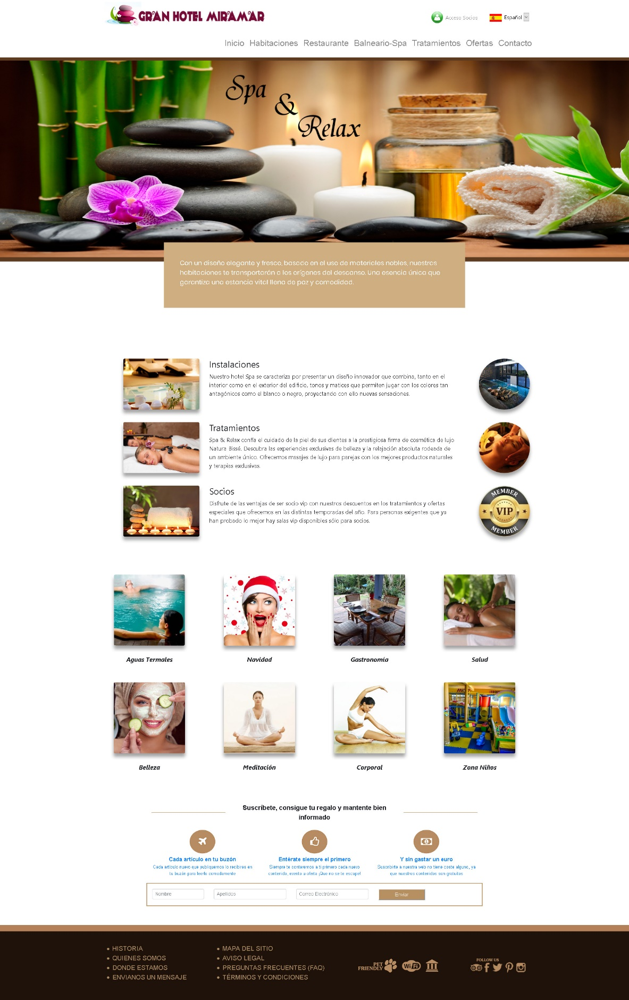 GRAN HOTEL MIRAMAR
Acceso Socios
Español
Inicio Habitaciones Restaurante Balneario-Spa Tratamientos Ofertas Contacto
Spa
&
Relax
Con un diseño elegante y fresco, basado en el uso de materiales nobles, nuestras
habitaciones te transportarán a los orígenes del descanso. Una esencia única que
garantiza una estancia vital llena de paz y comodidad.
Instalaciones
Nuestro hotel Spa se caracteriza por presentar un diseño innovador que combina, tanto en el
interior como en el exterior del edificio, tonos y matices que permiten jugar con los colores tan
antagónicos como el blanco o negro, proyectando con ello nuevas sensaciones.
Tratamientos
Spa & Relax confía el cuidado de la piel de sus clientes a la prestigiosa firma de cosmética de lujo
Natura Bissé. Descubra las experiencias exclusivas de belleza y la relajación absoluta rodeada de
un ambiente único. Ofrecemos masajes de lujo para parejas con los mejores productos naturales
y terapias exclusivas.
Socios
Disfrute de las ventajas de ser socio vip con nuestros descuentos en los tratamientos y ofertas
especiales que ofrecemos en las distintas temporadas del año. Para personas exigentes que ya
han probado lo mejor hay salas vip disponibles sólo para socios.
MEMBER
VIP
MEMBER
Aguas Termales
Navidad
Gastronomía
Salud
Belleza
Meditación
Corporal
Zona Niños
Suscríbete, consigue tu regalo y mantente bien
informado
Cada artículo en tu buzón
Cada artículo nuevo que publiquemos lo recibiras en
tu buzón para leerlo comodamente
Entérate siempre el primero
Siempre te contaremos a ti primero cada nuevo
contenido, evento u oferta ¡Que no se te escape!
Y sin gastar un euro
Suscribirte a nuestra web no tiene coste alguno, ya
que nuestros contenidos son gratuitos
Nombre
Apellidos
Correo Electrónico
Enviar
HISTORIA
QUIENES SOMOS
DONDE ESTAMOS
ENVIANOS UN MENSAJE
MAPA DEL SITIO
AVISO LEGAL
PREGUNTAS FRECUENTES (FAQ)
TÉRMINOS Y CONDICIONES
PET
FRIENDLY
WiFi
FOLLOW US